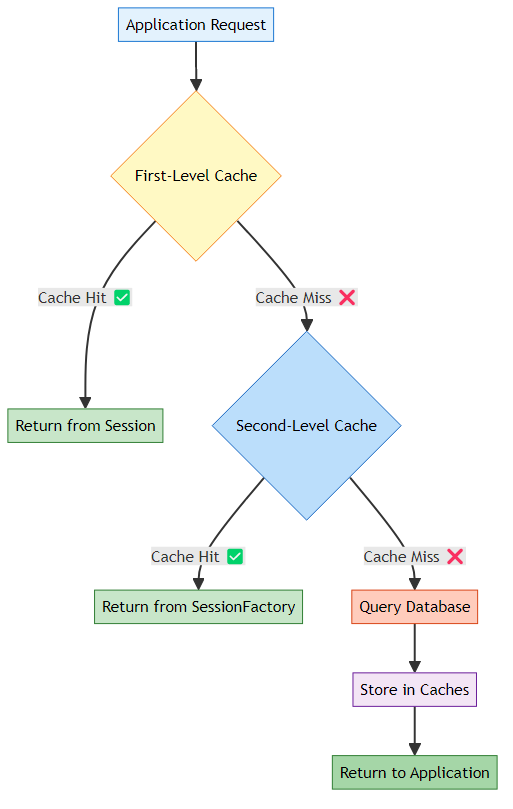 Application Request
First-Level Cache
Cache Hit ✅
Cache Miss ❌
Return from Session
Second-Level Cache
Cache Hit ✅
Cache Miss ❌
Return from SessionFactory
Query Database
Store in Caches
Return to Application